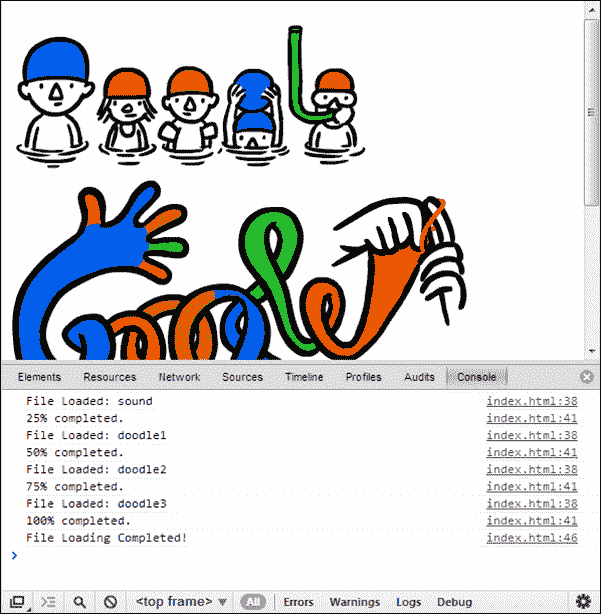 Elements Resources Network Sources Timeline Profiles Audits Console
File Loaded: sound index.html:38
25% completed. index.html:41
File Loaded: doodle1 index.html:38
50% completed. index.html:41
File Loaded: doodle2 index.html:38
75% completed. index.html:41
File Loaded: doodle3 index.html:38
100% completed. index.html:41
File Loading Completed! index.html:46
<top frame> All Errors Warnings Logs Debug